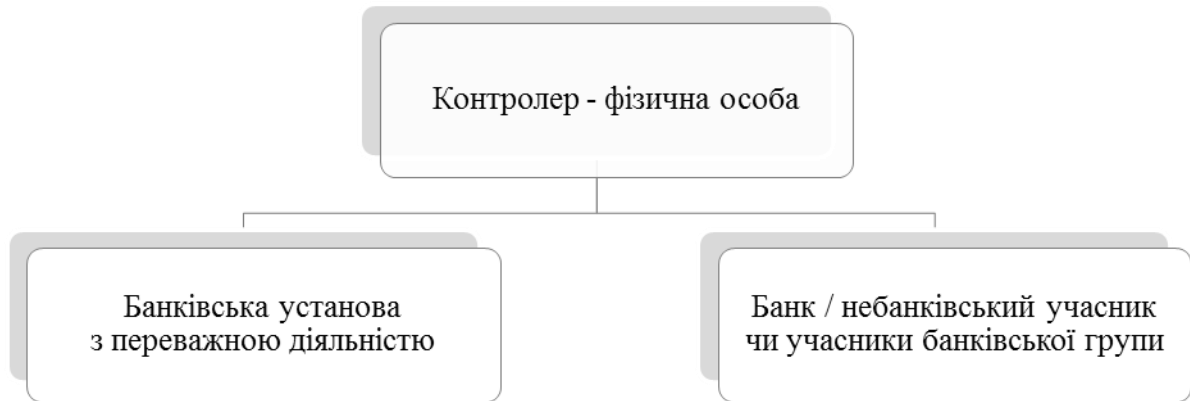 Контролер - фізична особа
Банківська установа
з переважною діяльністю
Банк / небанківський учасник
чи учасники банківської групи